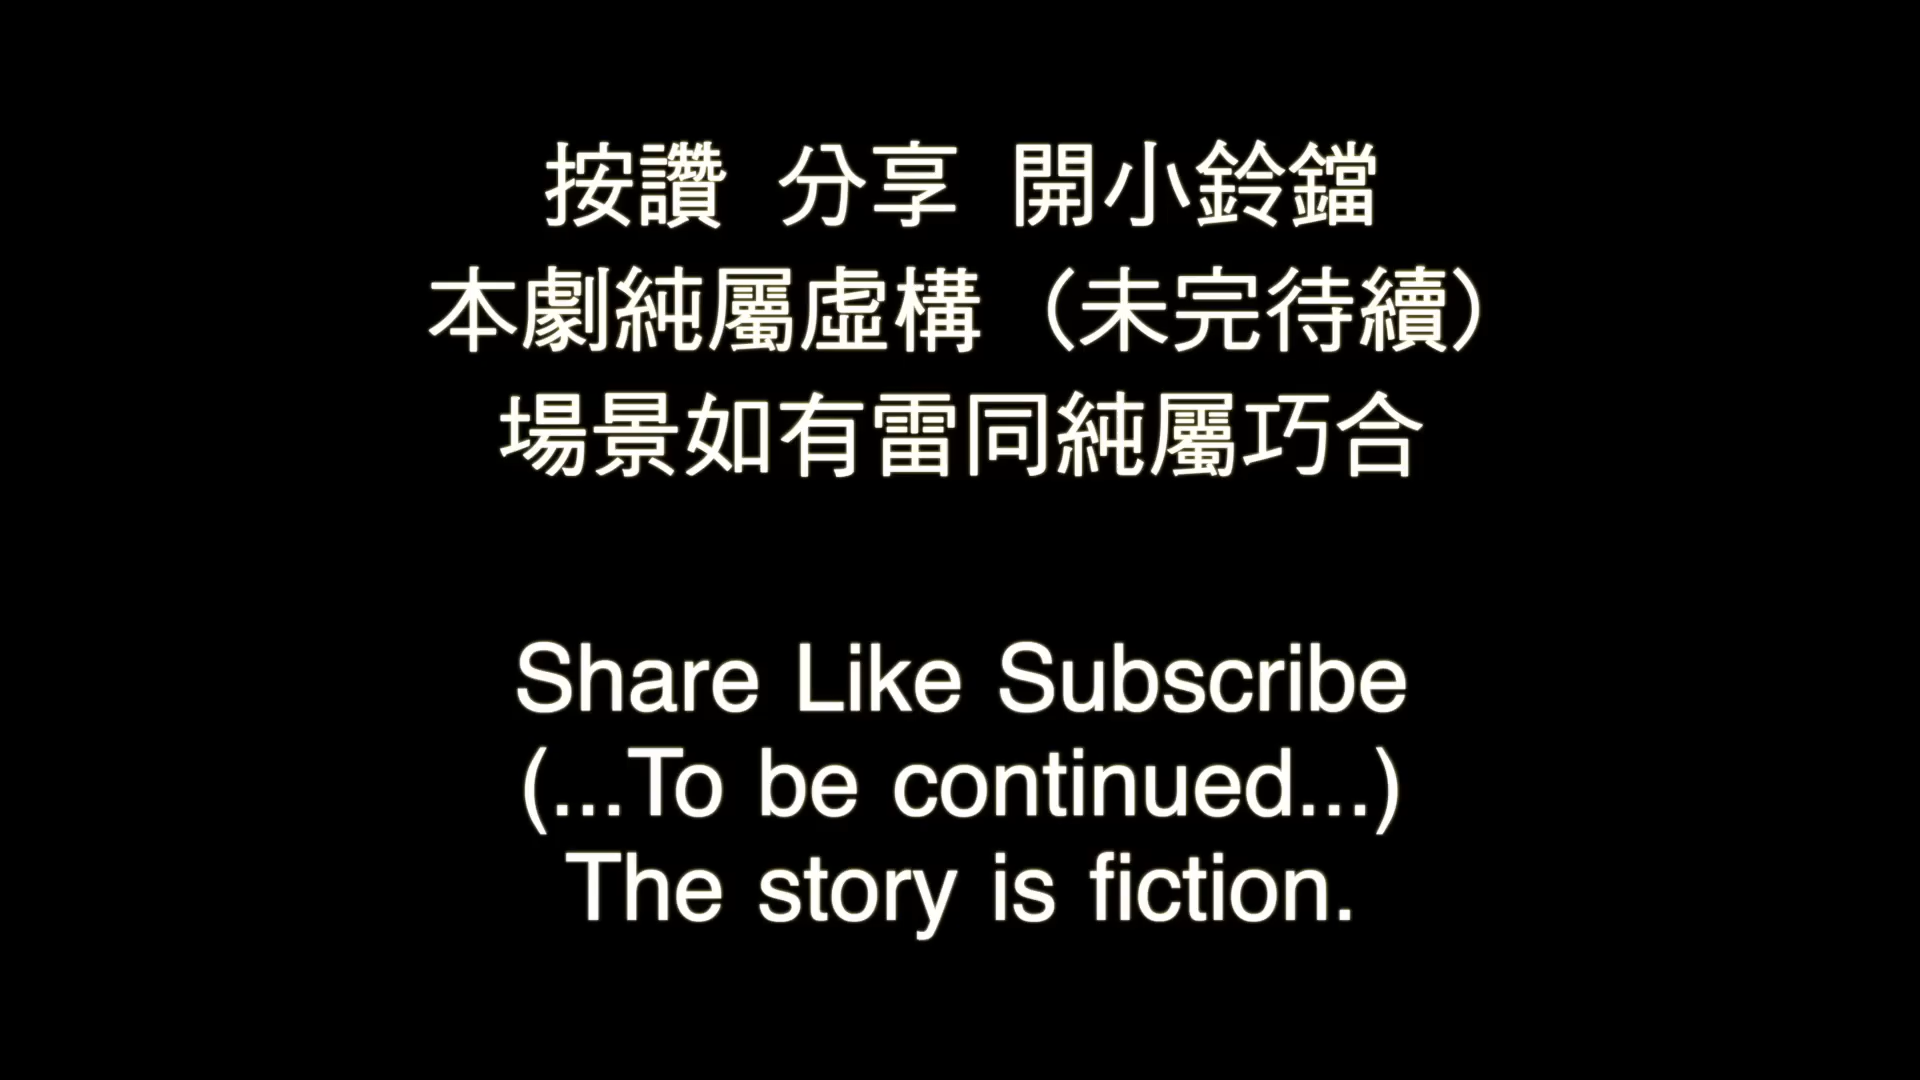 按讚 分享 開小鈴鐺
本劇純屬虛構（未完待續）
場景如有雷同純屬巧合
Share Like Subscribe
(...To be continued...)
The story is fiction.